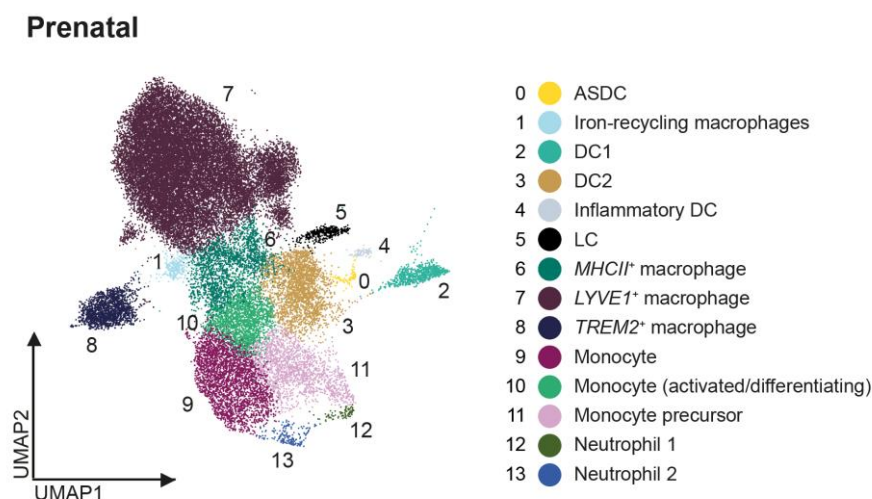 Prenatal
7
5
6
4
1
0
2
10
3
8
11
9
12
13
UMAP2
UMAP1
0 ASDC
1 Iron-recycling macrophages
2 DC1
3 DC2
4 Inflammatory DC
5 LC
6 MHCII⁺ macrophage
7 LYVE1⁺ macrophage
8 TREM2⁺ macrophage
9 Monocyte
10 Monocyte (activated/differentiating)
11 Monocyte precursor
12 Neutrophil 1
13 Neutrophil 2